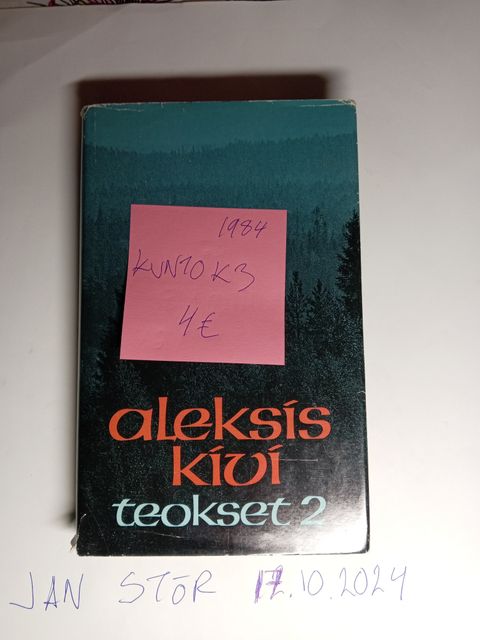 1984
KUNTO K3
4€
aleksis
kivi
teokset 2
JAN STÖR 17.10.2024